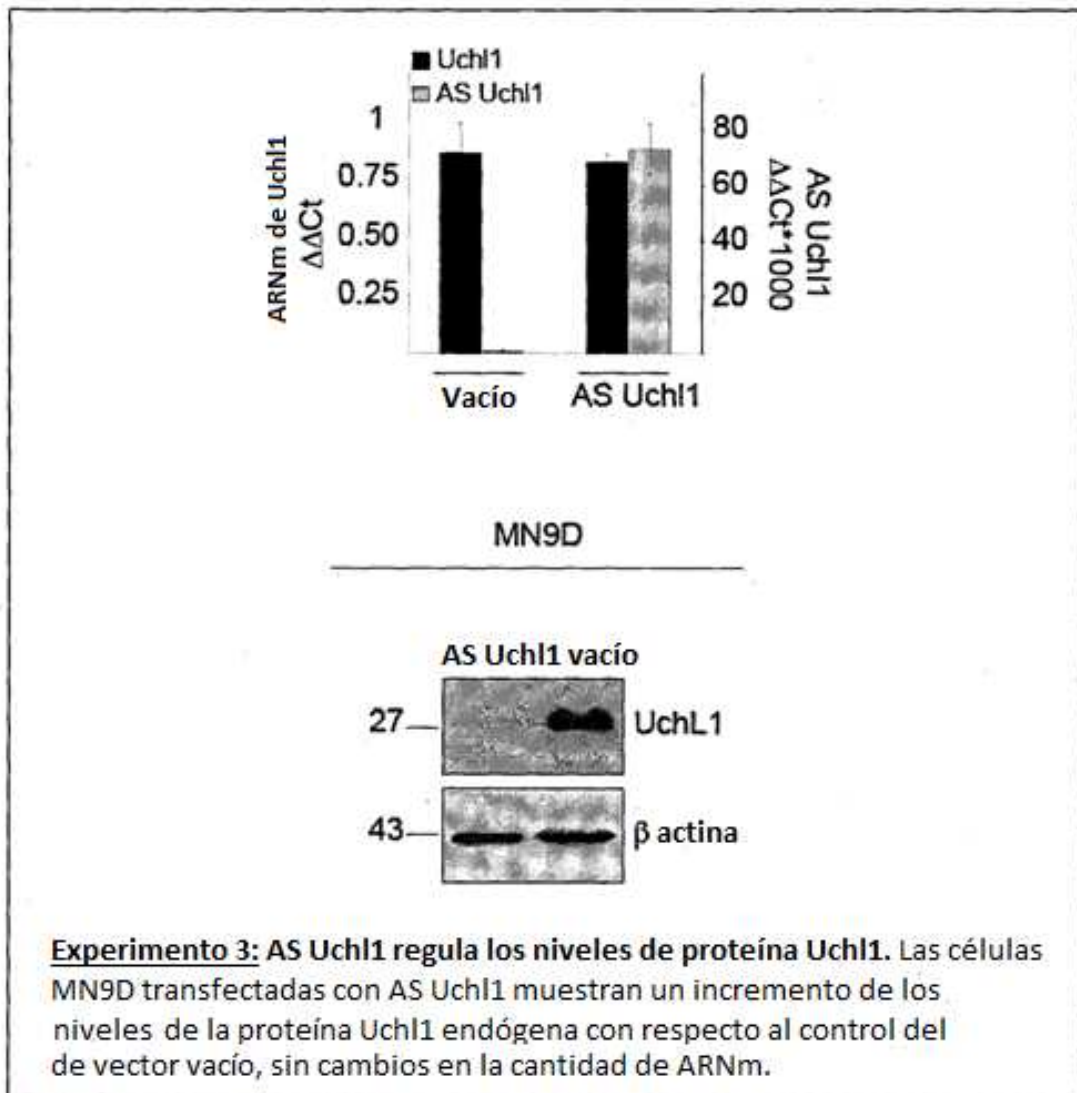 Uchl1
AS Uchl1
ARNm de Uchl1
ΔΔCt
1
0.75
0.50
0.25
80
60
40
20
AS Uchl1
ΔΔCt*1000
Vacío
AS Uchl1
MN9D
AS Uchl1 vacío
27
UchL1
43
β actina
Experimento 3: AS Uchl1 regula los niveles de proteína Uchl1. Las células
MN9D transfectadas con AS Uchl1 muestran un incremento de los
niveles de la proteína Uchl1 endógena con respecto al control del
de vector vacío, sin cambios en la cantidad de ARNm.